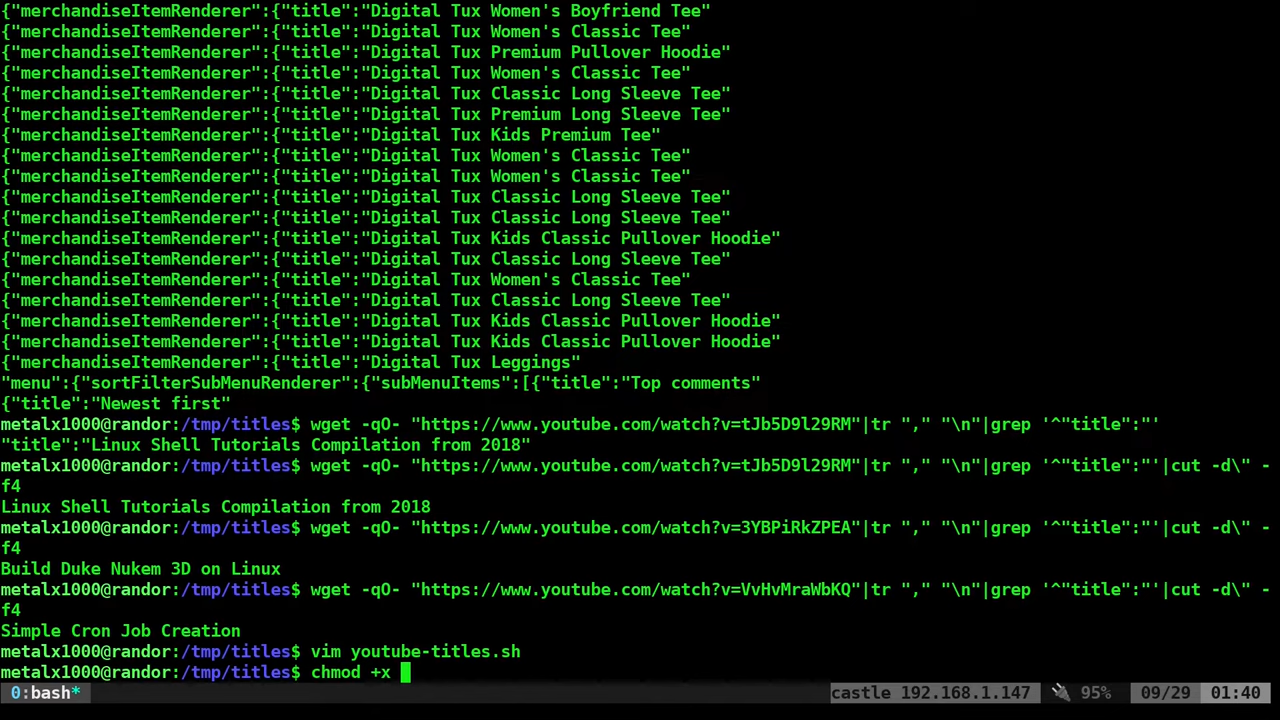 {"merchandiseItemRenderer":{"title":"Digital Tux Women's Boyfriend Tee"
{"merchandiseItemRenderer":{"title":"Digital Tux Women's Classic Tee"
{"merchandiseItemRenderer":{"title":"Digital Tux Premium Pullover Hoodie"
{"merchandiseItemRenderer":{"title":"Digital Tux Women's Classic Tee"
{"merchandiseItemRenderer":{"title":"Digital Tux Classic Long Sleeve Tee"
{"merchandiseItemRenderer":{"title":"Digital Tux Premium Long Sleeve Tee"
{"merchandiseItemRenderer":{"title":"Digital Tux Kids Premium Tee"
{"merchandiseItemRenderer":{"title":"Digital Tux Women's Classic Tee"
{"merchandiseItemRenderer":{"title":"Digital Tux Women's Classic Tee"
{"merchandiseItemRenderer":{"title":"Digital Tux Classic Long Sleeve Tee"
{"merchandiseItemRenderer":{"title":"Digital Tux Classic Long Sleeve Tee"
{"merchandiseItemRenderer":{"title":"Digital Tux Kids Classic Pullover Hoodie"
{"merchandiseItemRenderer":{"title":"Digital Tux Classic Long Sleeve Tee"
{"merchandiseItemRenderer":{"title":"Digital Tux Women's Classic Tee"
{"merchandiseItemRenderer":{"title":"Digital Tux Classic Long Sleeve Tee"
{"merchandiseItemRenderer":{"title":"Digital Tux Kids Classic Pullover Hoodie"
{"merchandiseItemRenderer":{"title":"Digital Tux Kids Classic Pullover Hoodie"
{"merchandiseItemRenderer":{"title":"Digital Tux Leggings"
"menu":{"sortFilterSubMenuRenderer":{"subMenuItems":[{"title":"Top comments"
{"title":"Newest first"
metalx1000@randor:/tmp/titles$ wget -qO- "https://www.youtube.com/watch?v=tJb5D9l29RM"|tr "," "\n"|grep '^"title":"'
"title":"Linux Shell Tutorials Compilation from 2018"
metalx1000@randor:/tmp/titles$ wget -qO- "https://www.youtube.com/watch?v=tJb5D9l29RM"|tr "," "\n"|grep '^"title":"'|cut -d\" -
f4
Linux Shell Tutorials Compilation from 2018
metalx1000@randor:/tmp/titles$ wget -qO- "https://www.youtube.com/watch?v=3YBPiRkZPEA"|tr "," "\n"|grep '^"title":"'|cut -d\" -
f4
Build Duke Nukem 3D on Linux
metalx1000@randor:/tmp/titles$ wget -qO- "https://www.youtube.com/watch?v=VvHvMraWbKQ"|tr "," "\n"|grep '^"title":"'|cut -d\" -
f4
Simple Cron Job Creation
metalx1000@randor:/tmp/titles$ vim youtube-titles.sh
metalx1000@randor:/tmp/titles$ chmod +x
0:bash* castle 192.168.1.147 🔌 95% 09/29 01:40